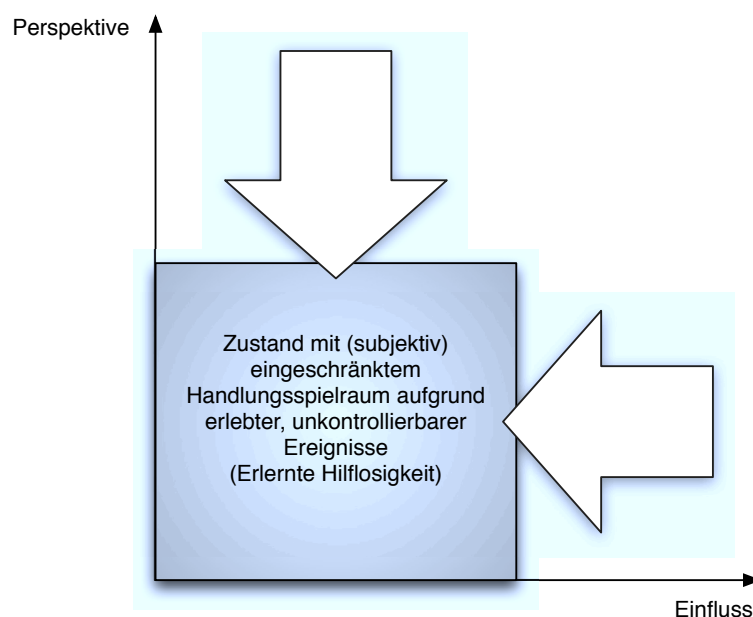 Perspektive
Zustand mit (subjektiv)
eingeschränktem
Handlungsspielraum aufgrund
erlebter, unkontrollierbarer
Ereignisse
(Erlernte Hilflosigkeit)
Einfluss